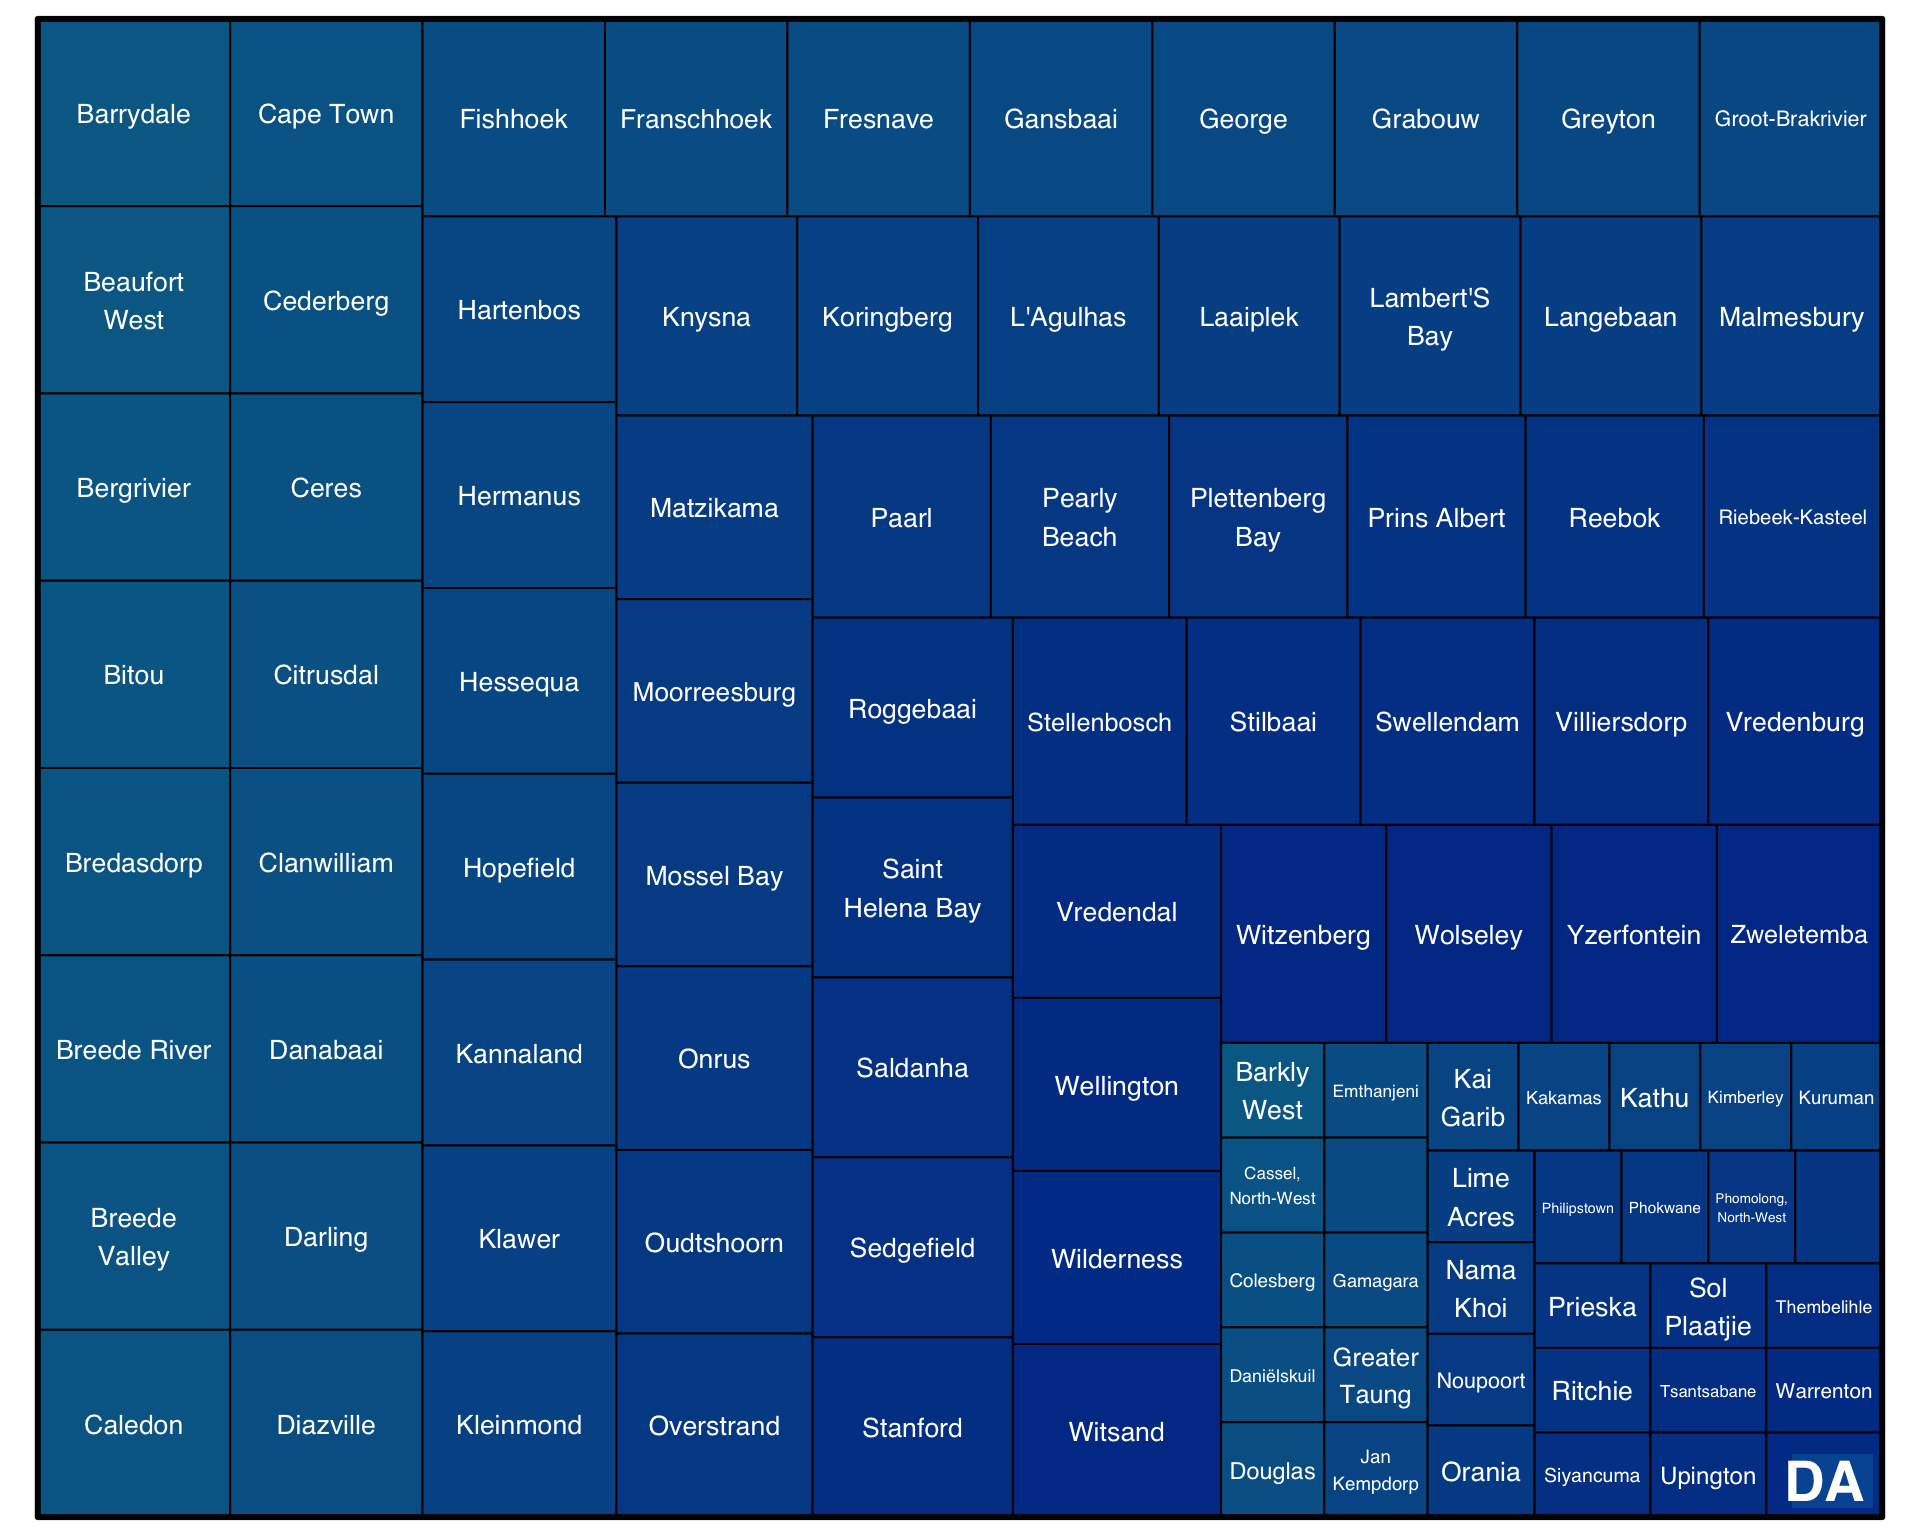 Barrydale
Cape Town
Fishhoek
Franschhoek
Fresnave
Gansbaai
George
Grabouw
Greyton
Groot-Brakrivier
Beaufort
West
Cederberg
Hartenbos
Knysna
Koringberg
L'Agulhas
Laaiplek
Lambert'S
Bay
Langebaan
Malmesbury
Bergrivier
Ceres
Hermanus
Matzikama
Paarl
Pearly
Beach
Plettenberg
Bay
Prins Albert
Reebok
Riebeek-Kasteel
Bitou
Citrusdal
Hessequa
Moorreesburg
Roggebaai
Stellenbosch
Stilbaai
Swellendam
Villiersdorp
Vredenburg
Bredasdorp
Clanwilliam
Hopefield
Mossel Bay
Saint
Helena Bay
Vredendal
Witzenberg
Wolseley
Yzerfontein
Zweletemba
Breede River
Danabaai
Kannaland
Onrus
Saldanha
Wellington
Barkly
West
Emthanjeni
Kai
Garib
Kakamas
Kathu
Kimberley
Kuruman
Breede
Valley
Darling
Klawer
Oudtshoorn
Sedgefield
Wilderness
Cassel,
North-West
Lime
Acres
Philipstown
Phokwane
Phomolong,
North-West
Colesberg
Gamagara
Nama
Khoi
Prieska
Sol
Plaatjie
Thembelihle
Caledon
Diazville
Kleinmond
Overstrand
Stanford
Witsand
Daniëlskuil
Greater
Taung
Noupoort
Ritchie
Tsantsabane
Warrenton
Douglas
Jan
Kempdorp
Orania
Siyancuma
Upington
DA